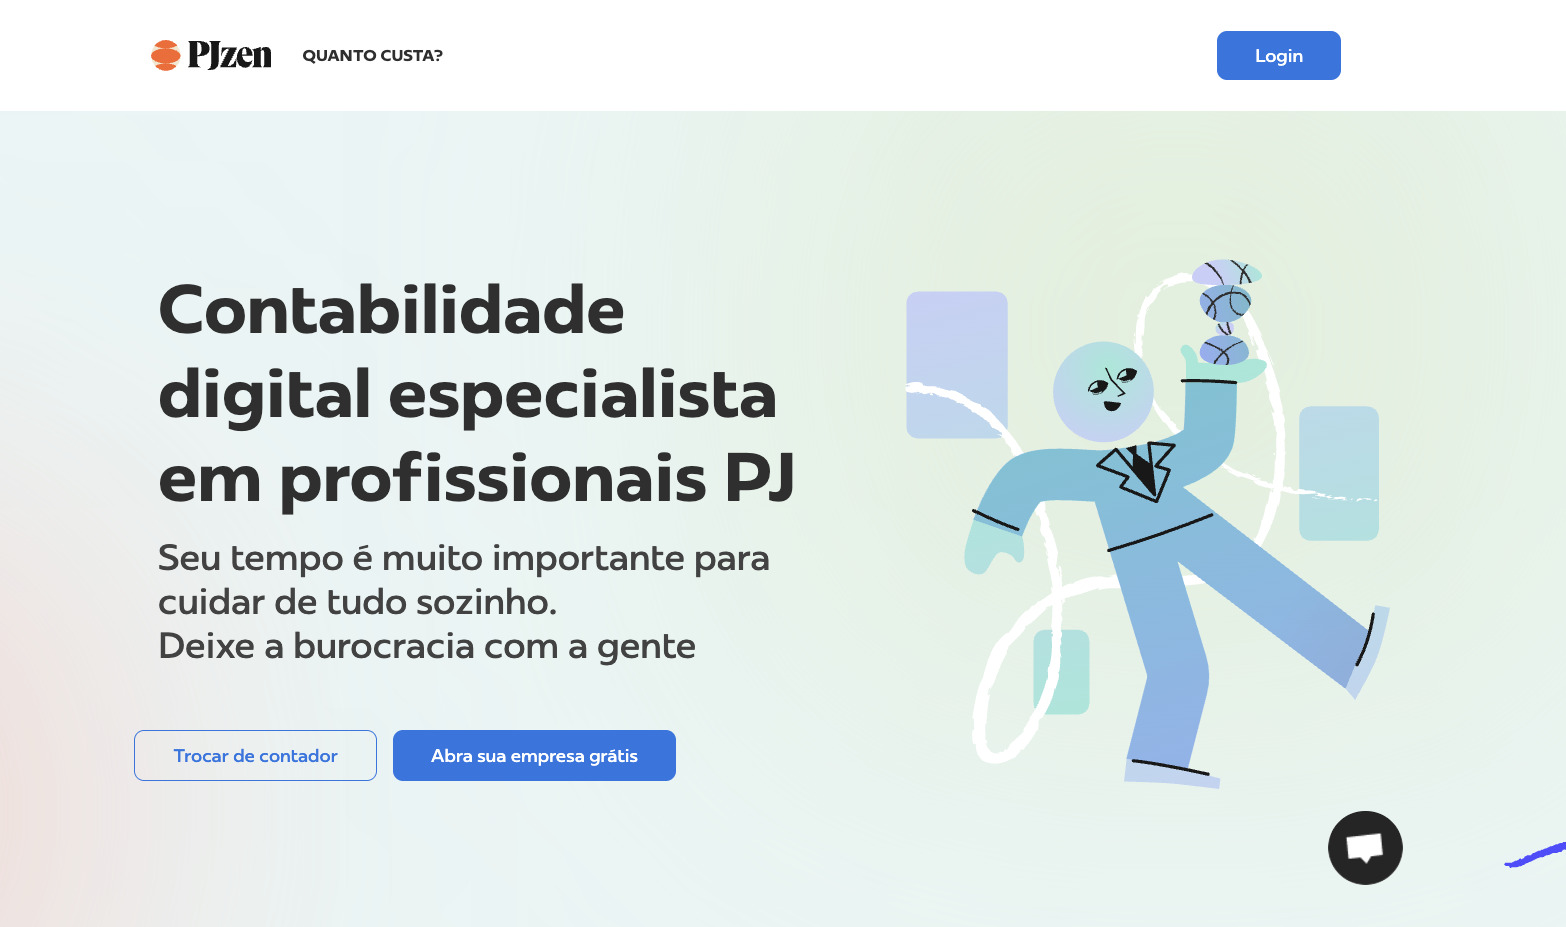 PJzen
QUANTO CUSTA?
Login
Contabilidade
digital especialista
em profissionais PJ
Seu tempo é muito importante para
cuidar de tudo sozinho.
Deixe a burocracia com a gente
Trocar de contador
Abra sua empresa grátis